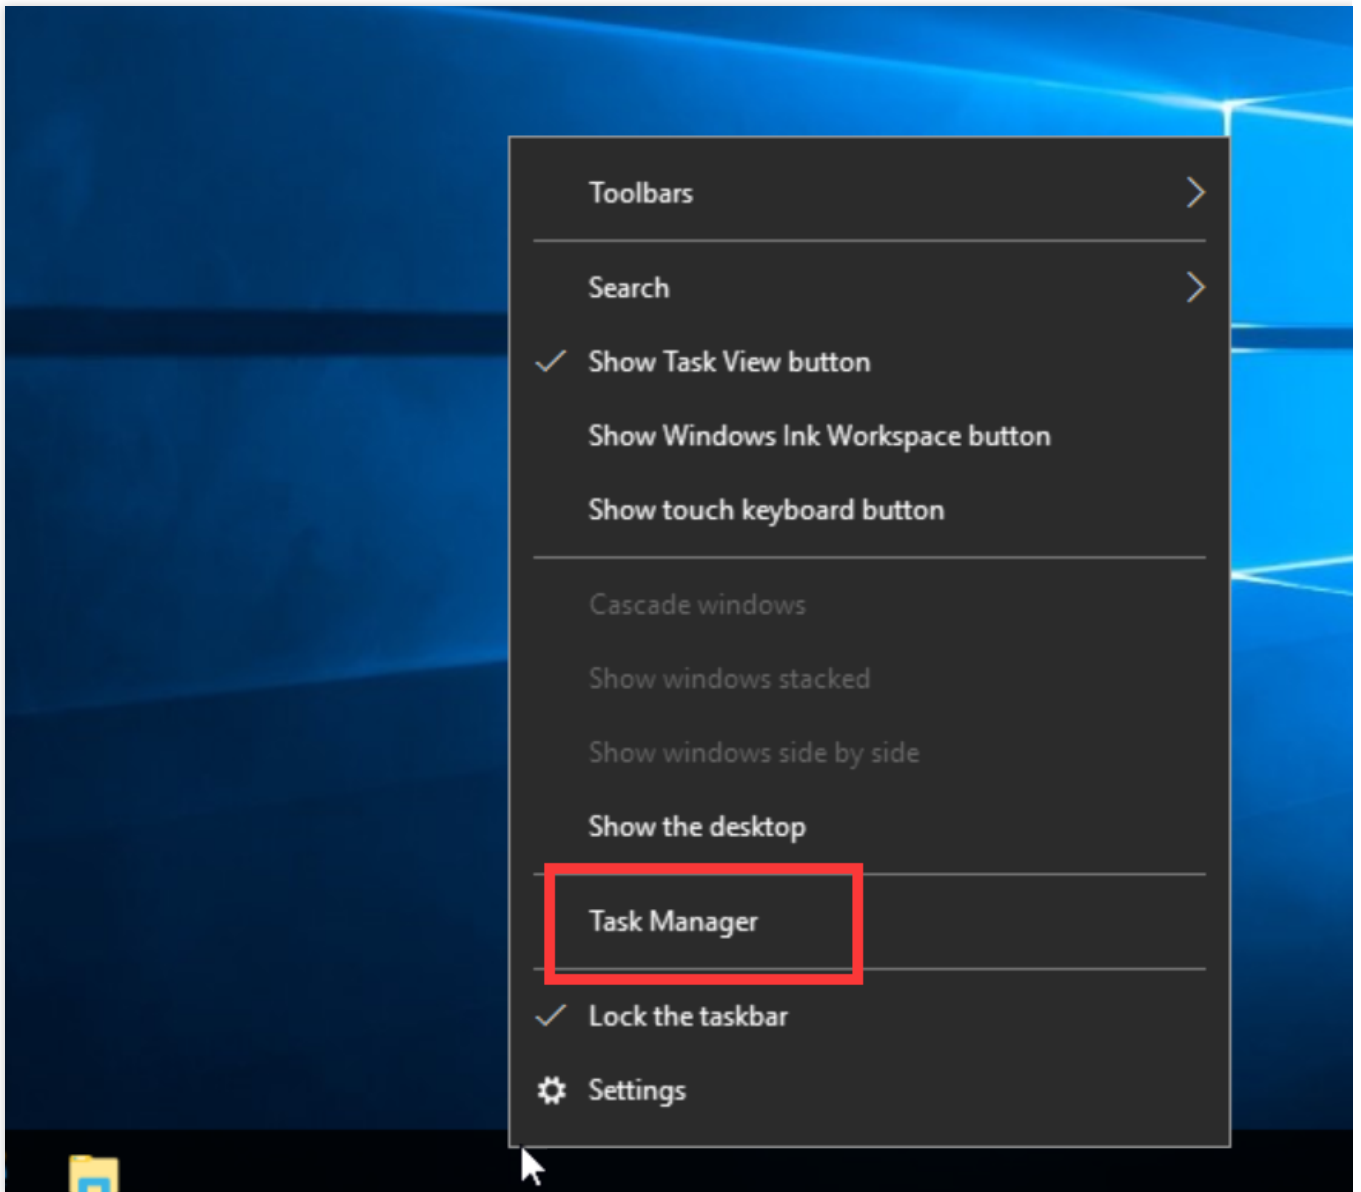 Toolbars
Search
Show Task View button
Show Windows Ink Workspace button
Show touch keyboard button
Cascade windows
Show windows stacked
Show windows side by side
Show the desktop
Task Manager
Lock the taskbar
Settings